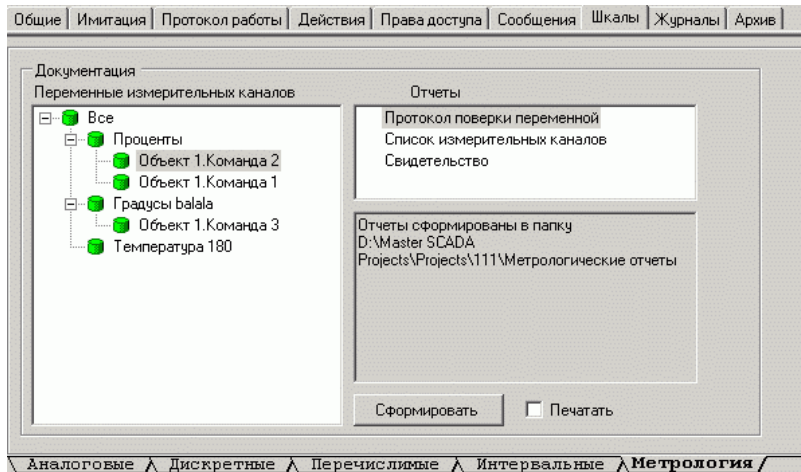 Общие Имитация Протокол работы Действия Права доступа Сообщения Шкалы Журналы Архив
Документация
Переменные измерительных каналов
Все
Проценты
Объект 1.Команда 2
Объект 1.Команда 1
Градусы balala
Объект 1.Команда 3
Температура 180
Отчеты
Протокол поверки переменной
Список измерительных каналов
Свидетельство
Отчеты сформированы в папку
D:\Master SCADA
Projects\Projects\111\Метрологические отчеты
Сформировать Печатать
Аналоговые Дискретные Перечислимые Интервальные Метрология